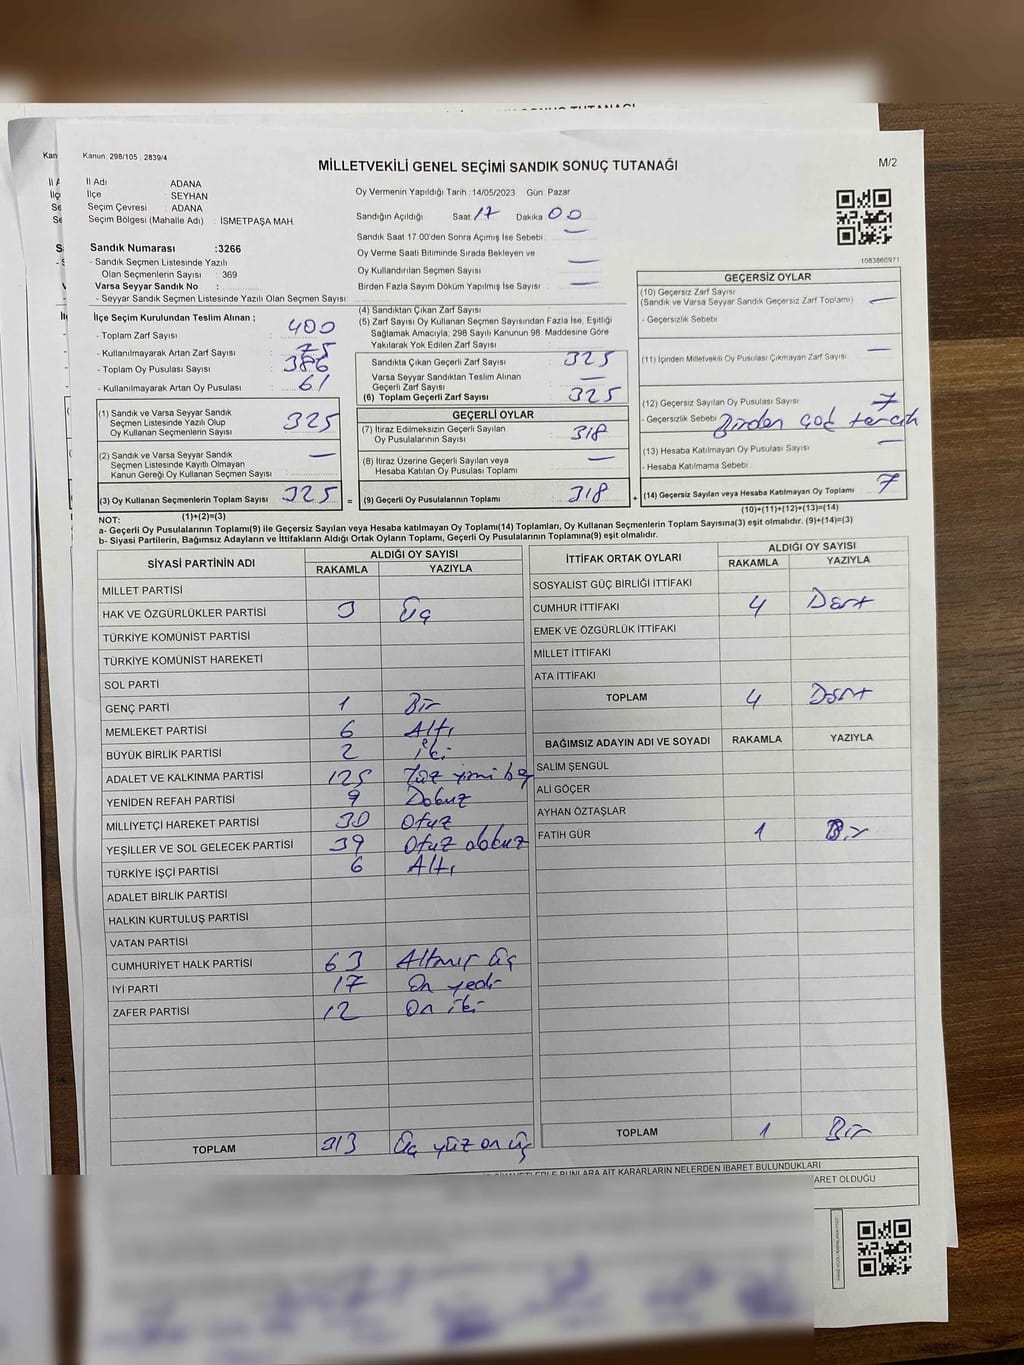 SONUÇ TUTANAĞI
Kanun: 298/105 , 2839/4
MİLLETVEKİLİ GENEL SEÇİMİ SANDIK SONUÇ TUTANAĞI
M/2
İl Adı ADANA
İlçe SEYHAN
Seçim Çevresi ADANA
Seçim Bölgesi (Mahalle Adı) : İSMETPAŞA MAH.
Sandık Numarası :3266
- Sandık Seçmen Listesinde Yazılı
Olan Seçmenlerin Sayısı : 369
Varsa Seyyar Sandık No :
- Seyyar Sandık Seçmen Listesinde Yazılı Olan Seçmen Sayısı:
Oy Vermenin Yapıldığı Tarih :14/05/2023 Gün: Pazar
Sandığın Açıldığı Saat: 17 Dakika: 00
Sandık Saat 17:00'den Sonra Açımış İse Sebebi : —
Oy Verme Saati Bitiminde Sırada Bekleyen ve
Oy Kullandırılan Seçmen Sayısı : —
Birden Fazla Sayım Döküm Yapılmış İse Sayısı : —
1083860971
İlçe Seçim Kurulundan Teslim Alınan ;
- Toplam Zarf Sayısı : 400
- Kullanılmayarak Artan Zarf Sayısı : 75
- Toplam Oy Pusulası Sayısı : 386
- Kullanılmayarak Artan Oy Pusulası : 61
(1) Sandık ve Varsa Seyyar Sandık
Seçmen Listesinde Yazılı Olup
Oy Kullanan Seçmenlerin Sayısı : 325
(2) Sandık ve Varsa Seyyar Sandık
Seçmen Listesinde Kayıtlı Olmayan
Kanun Gereği Oy Kullanan Seçmen Sayısı : —
(3) Oy Kullanan Seçmenlerin Toplam Sayısı : 325 =
(1)+(2)=(3)
(4) Sandıktan Çıkan Zarf Sayısı :
(5) Zarf Sayısı Oy Kullanan Seçmen Sayısından Fazla İse, Eşitliği
Sağlamak Amacıyla, 298 Sayılı Kanunun 98. Maddesine Göre
Yakılarak Yok Edilen Zarf Sayısı :
Sandıkta Çıkan Geçerli Zarf Sayısı : 325
Varsa Seyyar Sandıktan Teslim Alınan
Geçerli Zarf Sayısı : —
(6) Toplam Geçerli Zarf Sayısı : 325
GEÇERLİ OYLAR
(7) İtiraz Edilmeksizin Geçerli Sayılan
Oy Pusulalarının Sayısı : 318
(8) İtiraz Üzerine Geçerli Sayılan veya
Hesaba Katılan Oy Pusulası Toplamı : —
(9) Geçerli Oy Pusulalarının Toplamı : 318 +
GEÇERSİZ OYLAR
(10) Geçersiz Zarf Sayısı
(Sandık ve Varsa Seyyar Sandık Geçersiz Zarf Toplamı) : —
- Geçersizlik Sebebi :
(11) İçinden Milletvekili Oy Pusulası Çıkmayan Zarf Sayısı : —
(12) Geçersiz Sayılan Oy Pusulası Sayısı : 7
- Geçersizlik Sebebi : Birden çok tercih
(13) Hesaba Katılmayan Oy Pusulası Sayısı : —
- Hesaba Katılmama Sebebi :
(14) Geçersiz Sayılan veya Hesaba Katılmayan Oy Toplamı : 7
(10)+(11)+(12)+(13)=(14)
NOT:
a- Geçerli Oy Pusulalarının Toplamı(9) ile Geçersiz Sayılan veya Hesaba katılmayan Oy Toplamı(14) Toplamları, Oy Kullanan Seçmenlerin Toplam Sayısına(3) eşit olmalıdır. (9)+(14)=(3)
b- Siyasi Partilerin, Bağımsız Adayların ve İttifakların Aldığı Ortak Oyların Toplamı, Geçerli Oy Pusulalarının Toplamına(9) eşit olmalıdır.
SİYASİ PARTİNİN ADI ALDIĞI OY SAYISI
RAKAMLA YAZIYLA
MİLLET PARTİSİ
HAK VE ÖZGÜRLÜKLER PARTİSİ 3 Üç
TÜRKİYE KOMÜNİST PARTİSİ
TÜRKİYE KOMÜNİST HAREKETİ
SOL PARTİ
GENÇ PARTİ 1 Bir
MEMLEKET PARTİSİ 6 Altı
BÜYÜK BİRLİK PARTİSİ 2 iki
ADALET VE KALKINMA PARTİSİ 125 Yüz yirmi beş
YENİDEN REFAH PARTİSİ 9 Dokuz
MİLLİYETÇİ HAREKET PARTİSİ 30 Otuz
YEŞİLLER VE SOL GELECEK PARTİSİ 39 Otuz dokuz
TÜRKİYE İŞÇİ PARTİSİ 6 Altı
ADALET BİRLİK PARTİSİ
HALKIN KURTULUŞ PARTİSİ
VATAN PARTİSİ
CUMHURİYET HALK PARTİSİ 63 Altmış üç
İYİ PARTİ 17 On yedi
ZAFER PARTİSİ 12 On iki
TOPLAM 313 Üç yüz on üç
İTTİFAK ORTAK OYLARI ALDIĞI OY SAYISI
RAKAMLA YAZIYLA
SOSYALİST GÜÇ BİRLİĞİ İTTİFAKI
CUMHUR İTTİFAKI 4 Dört
EMEK VE ÖZGÜRLÜK İTTİFAKI
MİLLET İTTİFAKI
ATA İTTİFAKI
TOPLAM 4 Dört
BAĞIMSIZ ADAYIN ADI VE SOYADI RAKAMLA YAZIYLA
SALİM ŞENGÜL
ALİ GÖÇER
AYHAN ÖZTAŞLAR
FATİH GÜR 1 Bir
TOPLAM 1 Bir
BUNLARA AİT KARARLARIN NELERDEN İBARET BULUNDUKLARI